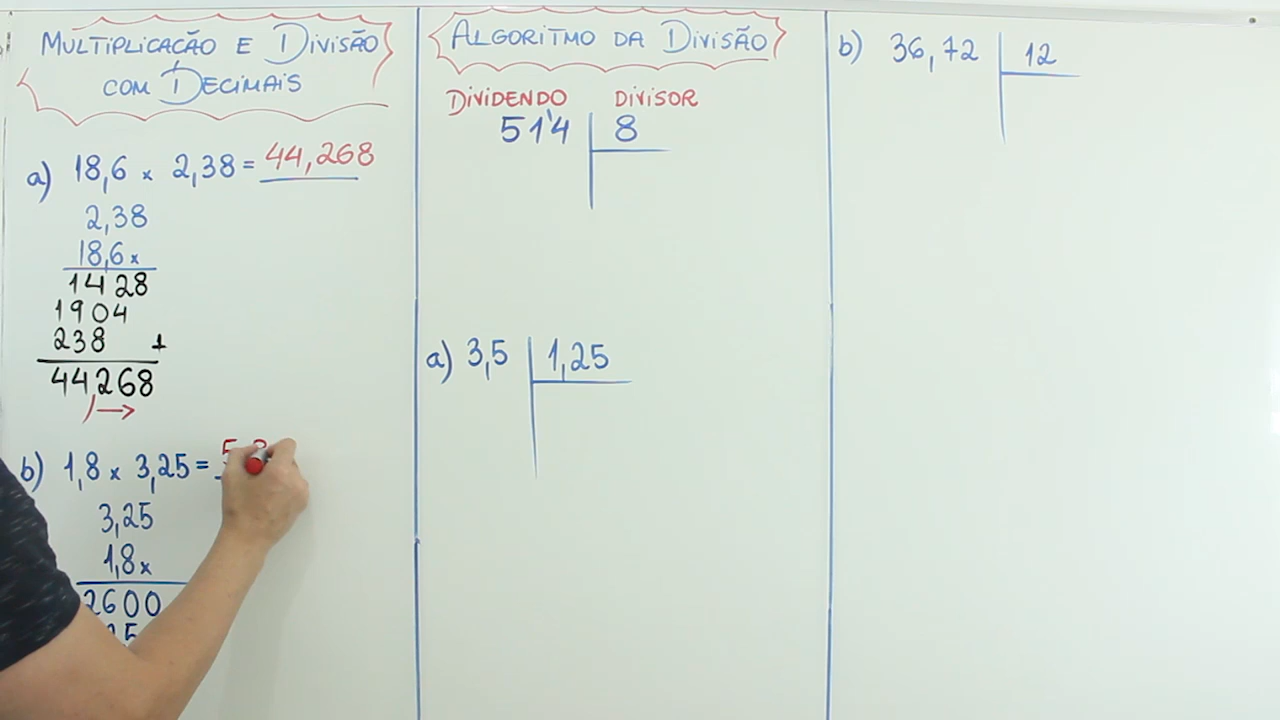 MULTIPLICAÇÃO E DIVISÃO
COM DECIMAIS
a) 18,6 x 2,38 = 44,268
2,38
18,6 x
1428
1904
238 +
44,268
b) 1,8 x 3,25 =
3,25
1,8 x
2600
ALGORITMO DA DIVISÃO
DIVIDENDO DIVISOR
514 8
a) 3,5 1,25
b) 36,72 12